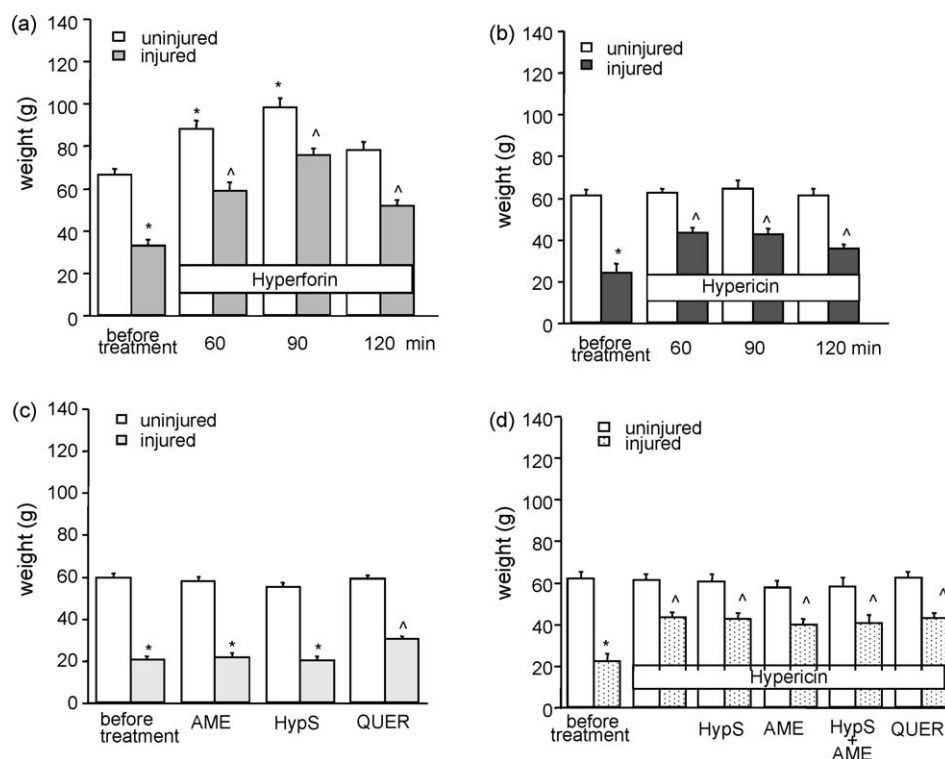 (a)
140
120
100
80
60
40
20
0
weight (g)
uninjured
injured
*
*
*
^
^
^
Hyperforin
before
treatment
60
90
120 min
(b)
140
120
100
80
60
40
20
0
weight (g)
uninjured
injured
*
^
^
^
Hypericin
before
treatment
60
90
120 min
(c)
140
120
100
80
60
40
20
0
weight (g)
uninjured
injured
*
*
*
^
before
treatment
AME
HypS
QUER
(d)
140
120
100
80
60
40
20
0
weight (g)
uninjured
injured
*
^
^
^
^
^
Hypericin
before
treatment
HypS
AME
HypS
+
AME
QUER